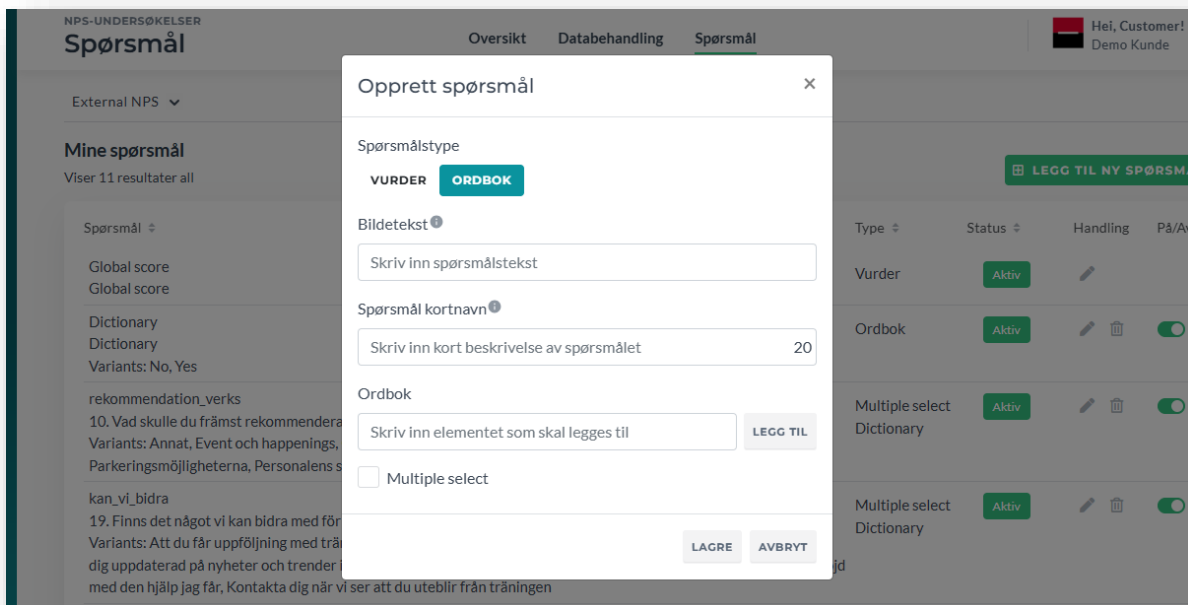 NPS-UNDERSØKELSER
Spørsmål
Oversikt Databehandling Spørsmål
Hei, Customer!
Demo Kunde
External NPS
Mine spørsmål
Viser 11 resultater all
LEGG TIL NY SPØRSMÅ
Opprett spørsmål
×
Spørsmålstype
VURDER ORDBOK
Bildetekst
Skriv inn spørsmålstekst
Spørsmål kortnavn
Skriv inn kort beskrivelse av spørsmålet 20
Ordbok
Skriv inn elementet som skal legges til LEGG TIL
Multiple select
LAGRE AVBRYT
Spørsmål Type Status Handling På/Av
Global score
Global score
Vurder Aktiv
Dictionary
Dictionary
Variants: No, Yes
Ordbok Aktiv
rekommendation_verks
10. Vad skulle du främst rekommendera
Variants: Annat, Event och happenings,
Parkeringsmöjligheterna, Personalens s
Multiple select
Dictionary
Aktiv
kan_vi_bidra
19. Finns det något vi kan bidra med för
Variants: Att du får uppföljning med trä
dig uppdaterad på nyheter och trender i
jd
med den hjälp jag får, Kontakta dig när vi ser att du uteblir från träningen
Multiple select
Dictionary
Aktiv